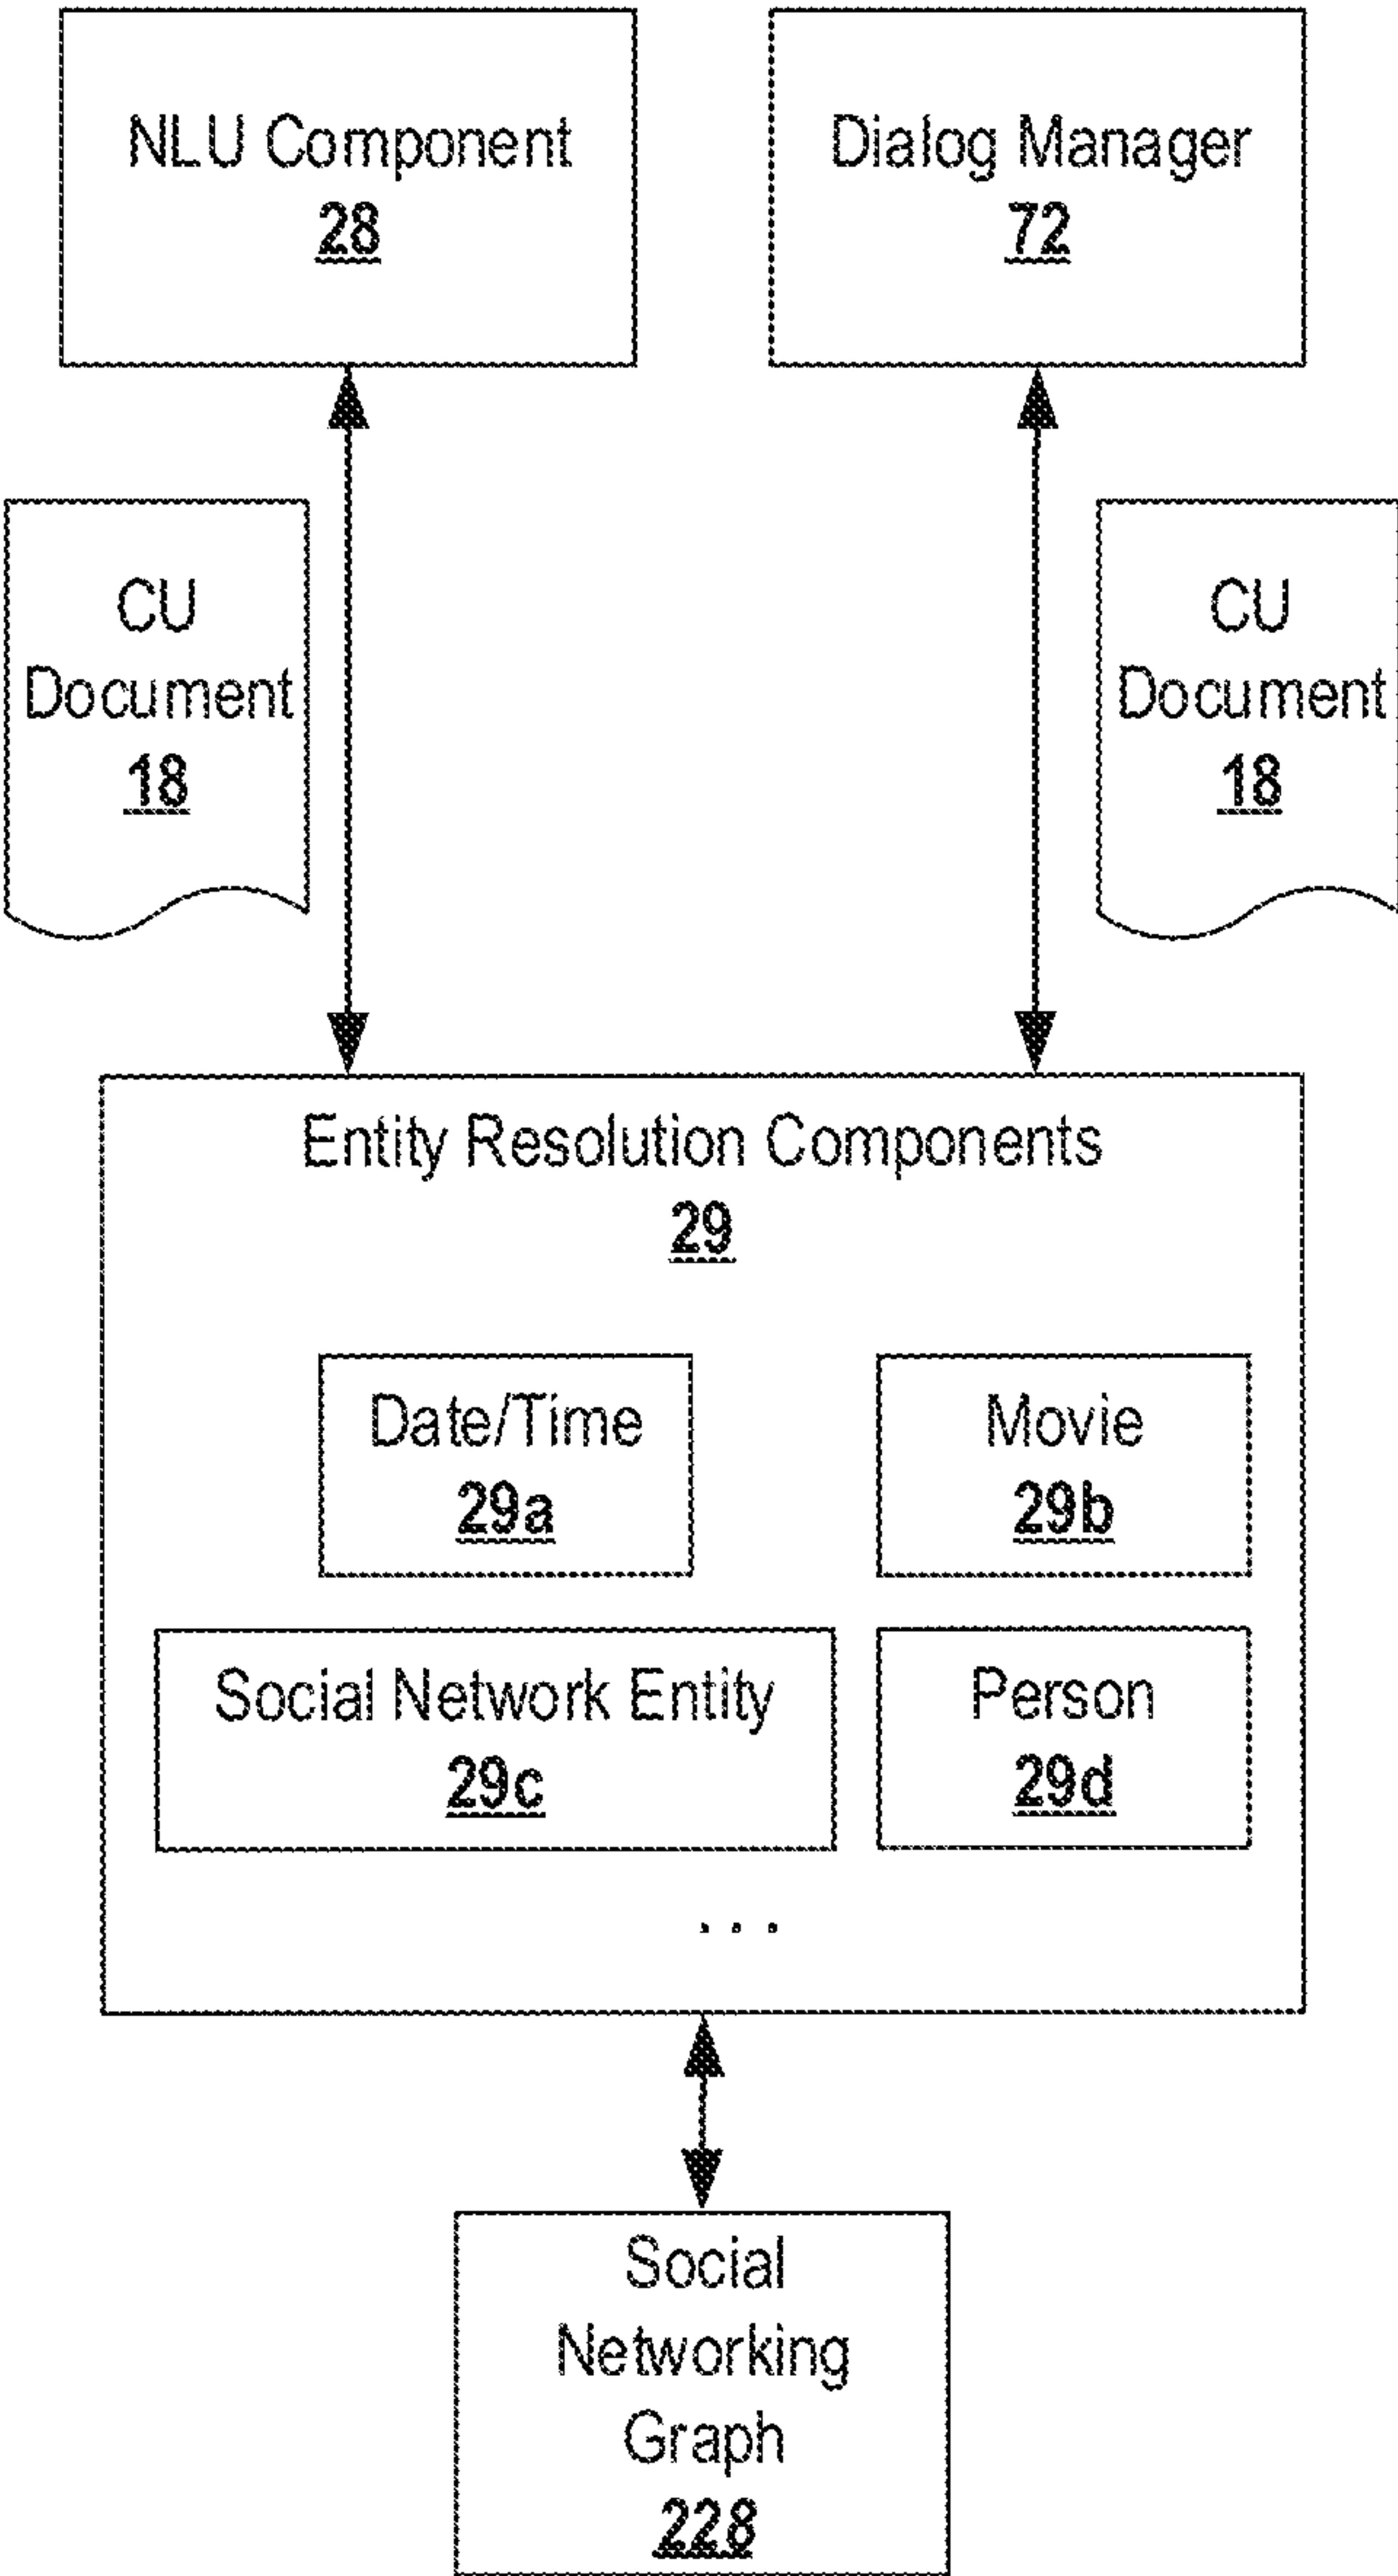 NLU Component
28
Dialog Manager
72
CU
Document
18
CU
Document
18
Entity Resolution Components
29
Date/Time
29a
Movie
29b
Social Network Entity
29c
Person
29d
...
Social
Networking
Graph
228